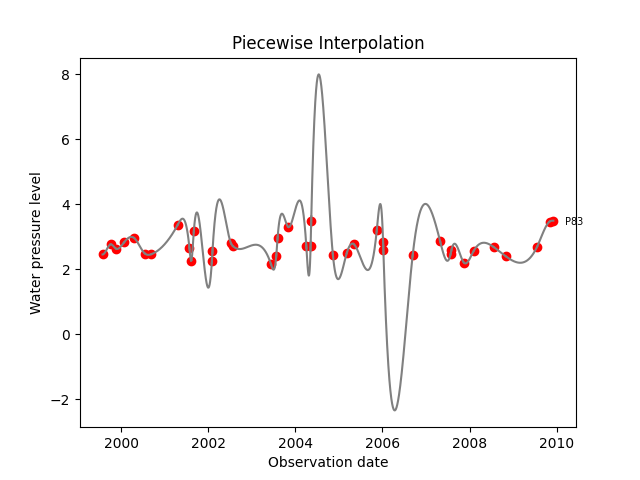 Piecewise Interpolation
Water pressure level
8
6
4
2
0
−2
P83
2000 2002 2004 2006 2008 2010
Observation date